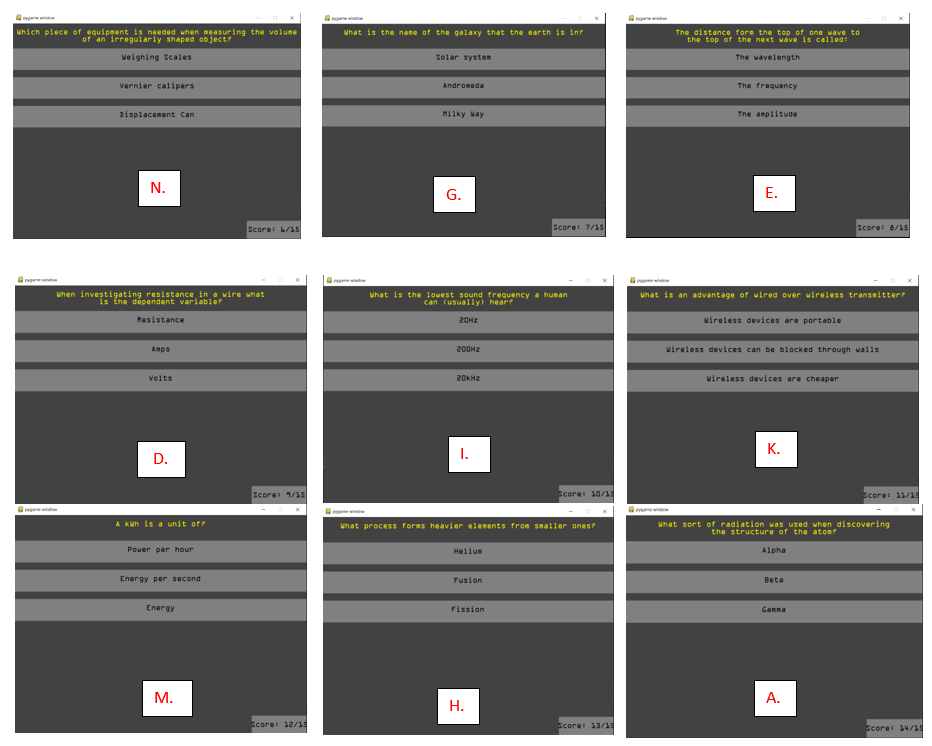 pygame window
Which piece of equipment is needed when measuring the volume
of an irregularly shaped object?
Weighing Scales
Vernier calipers
Displacement Can
N.
Score: 6/15
pygame window
What is the name of the galaxy that the earth is in?
Solar system
Andromeda
Milky Way
G.
Score: 7/15
pygame window
The distance form the top of one wave to
the top of the next wave is called:
The wavelength
The frequency
The amplitude
E.
Score: 8/15
pygame window
When investigating resistance in a wire what
is the dependent variable?
Resistance
Amps
Volts
D.
Score: 9/15
pygame window
What is the lowest sound frequency a human
can (usually) hear?
20Hz
200Hz
20kHz
I.
Score: 10/15
pygame window
What is an advantage of wired over wireless transmitter?
Wireless devices are portable
Wireless devices can be blocked through walls
Wireless devices are cheaper
K.
Score: 11/15
pygame window
A kWh is a unit of?
Power per hour
Energy per second
Energy
M.
Score: 12/15
pygame window
What process forms heavier elements from smaller ones?
Helium
Fusion
Fission
H.
Score: 13/15
pygame window
What sort of radiation was used when discovering
the structure of the atom?
Alpha
Beta
Gamma
A.
Score: 14/15